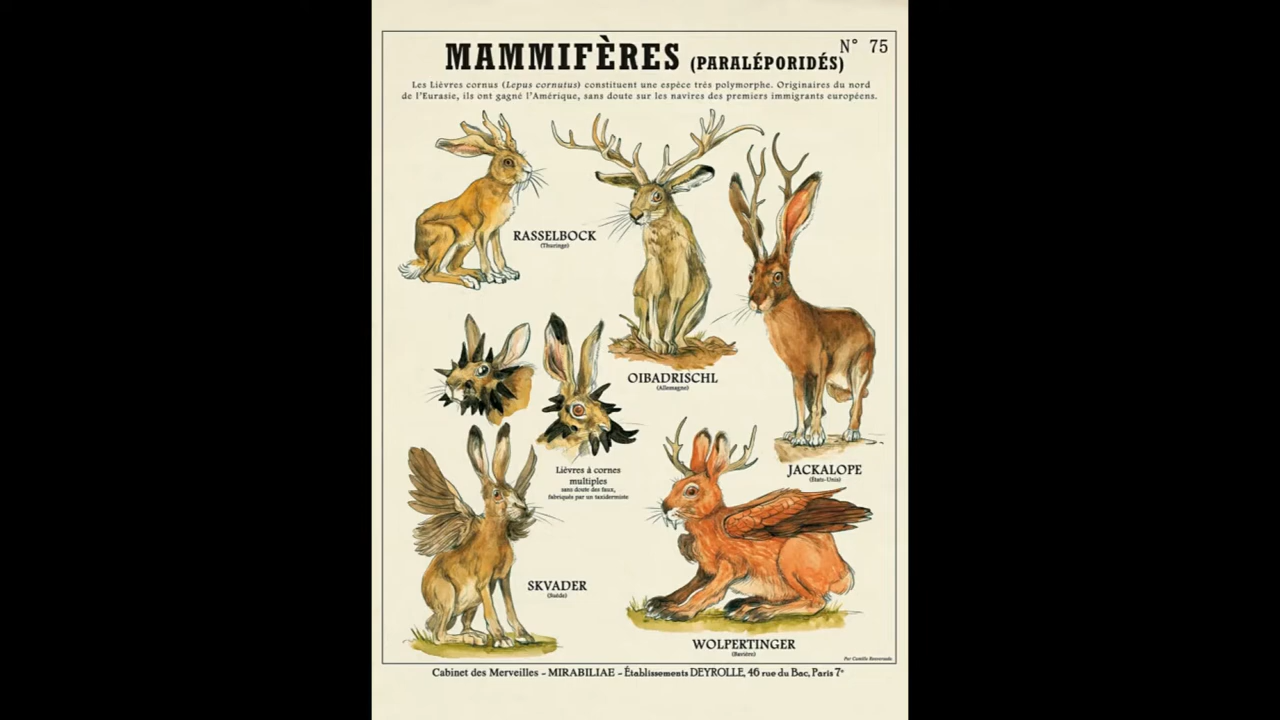 MAMMIFÈRES (PARALÉPORIDÉS)
N° 75
Les Lièvres cornus (Lepus cornutus) constituent une espèce très polymorphe. Originaires du nord
de l'Eurasie, ils ont gagné l'Amérique, sans doute sur les navires des premiers immigrants européens.
RASSELBOCK
(Thuringe)
OIBADRISCHL
(Allemagne)
JACKALOPE
(États-Unis)
Lièvres à cornes
multiples
sans doute des faux,
fabriqués par un taxidermiste
SKVADER
(Suède)
WOLPERTINGER
(Bavière)
Par Camille Renversade.
Cabinet des Merveilles – MIRABILIAE – Établissements DEYROLLE, 46 rue du Bac, Paris 7e